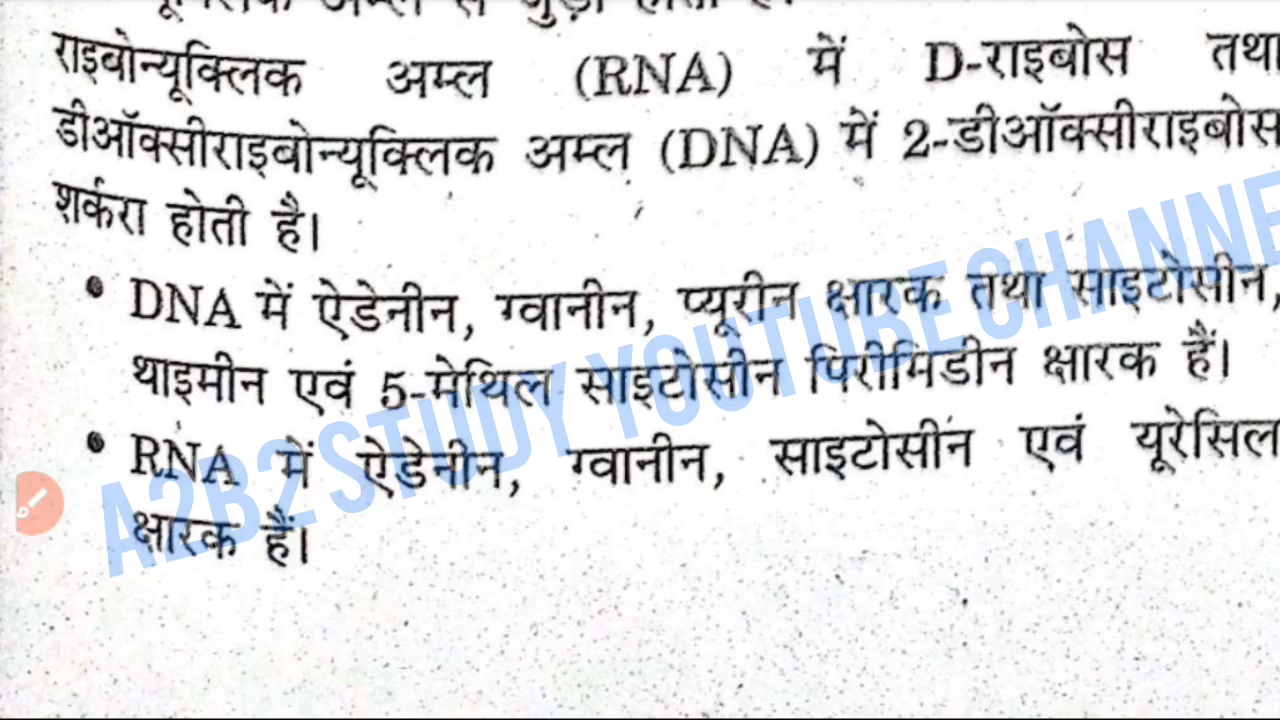 राइबोन्यूक्लिक अम्ल (RNA) में D-राइबोस तथा
डीऑक्सीराइबोन्यूक्लिक अम्ल (DNA) में 2-डीऑक्सीराइबोस
शर्करा होती है।
• DNA में ऐडेनीन, ग्वानीन, प्यूरीन क्षारक तथा साइटोसीन,
थाइमीन एवं 5-मेथिल साइटोसीन पिरीमिडीन क्षारक हैं।
• RNA में ऐडेनीन, ग्वानीन, साइटोसीन एवं यूरेसिल
क्षारक हैं।
A2B2 STUDY YOUTUBE CHANNE